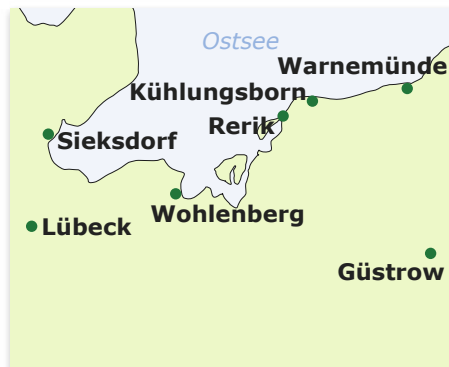 Ostsee
Warnemünde
Kühlungsborn
Rerik
Sieksdorf
Wohlenberg
Lübeck
Güstrow